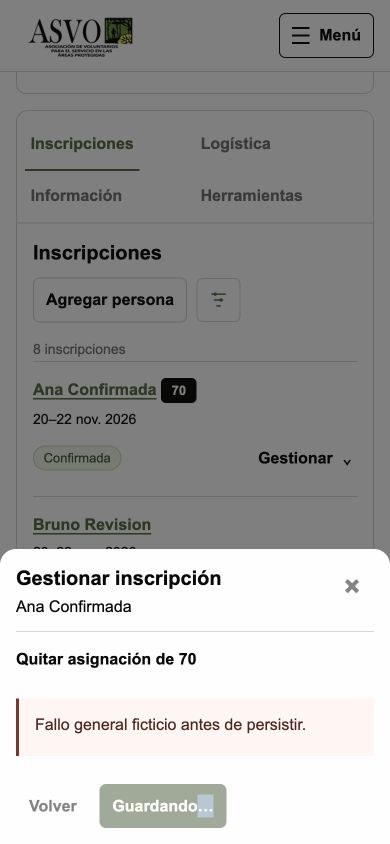 ASVO
ASOCIACIÓN DE VOLUNTARIOS
PARA EL SERVICIO EN LAS
ÁREAS PROTEGIDAS
Menú
Inscripciones
Logística
Información
Herramientas
Inscripciones
Agregar persona
8 inscripciones
Ana Confirmada 70
20–22 nov. 2026
Confirmada
Gestionar
Bruno Revision
Gestionar inscripción
Ana Confirmada
Quitar asignación de 70
Fallo general ficticio antes de persistir.
Volver
Guardando…